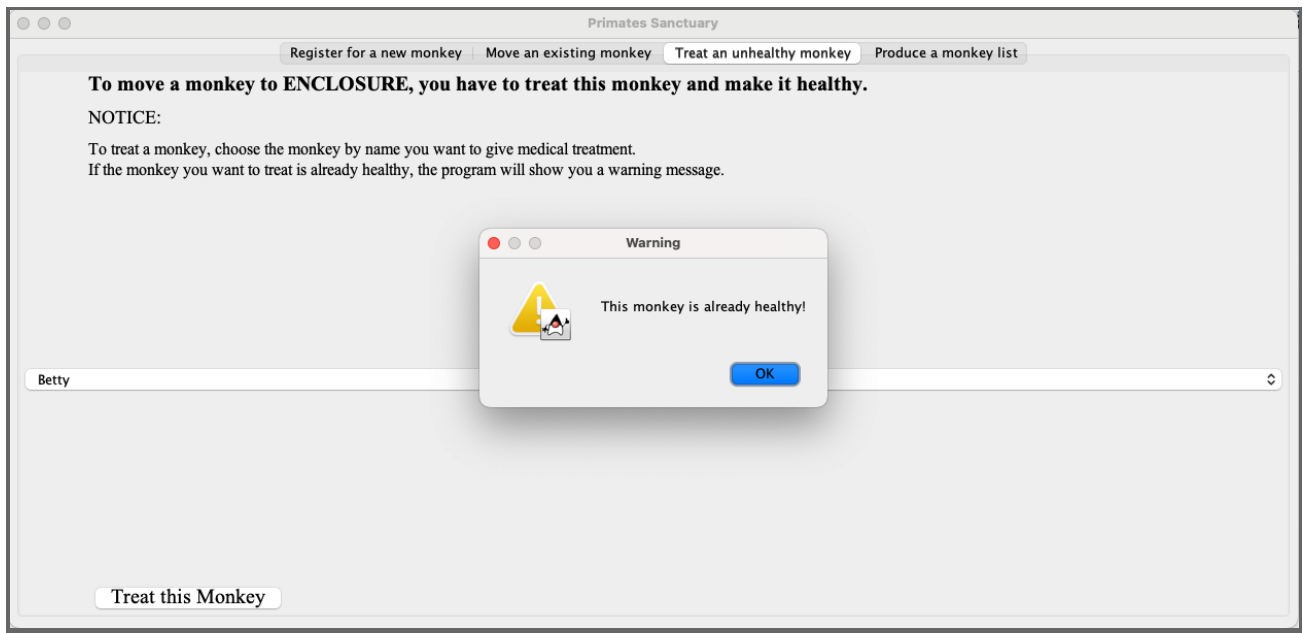 Primates Sanctuary
Register for a new monkey Move an existing monkey Treat an unhealthy monkey Produce a monkey list
To move a monkey to ENCLOSURE, you have to treat this monkey and make it healthy.
NOTICE:
To treat a monkey, choose the monkey by name you want to give medical treatment.
If the monkey you want to treat is already healthy, the program will show you a warning message.
Warning
This monkey is already healthy!
OK
Betty
Treat this Monkey